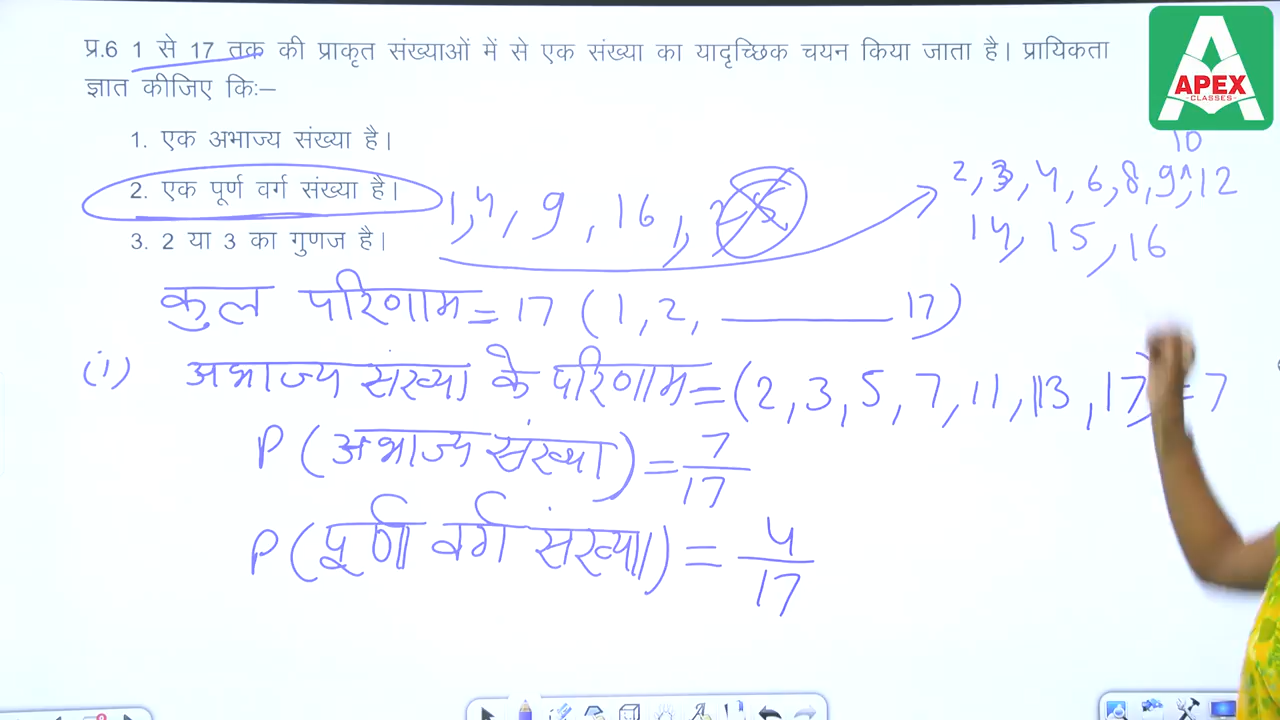 प्र.6 1 से 17 तक की प्राकृत संख्याओं में से एक संख्या का यादृच्छिक चयन किया जाता है। प्रायिकता
ज्ञात कीजिए किः–
APEX
CLASSES
1. एक अभाज्य संख्या है।
2. एक पूर्ण वर्ग संख्या है।
1, 4, 9, 16, 25
3. 2 या 3 का गुणज है।
10
2, 3, 4, 6, 8, 9^, 12
14, 15, 16
कुल परिणाम = 17 (1, 2, ______ 17)
(i) अभाज्य संख्या के परिणाम = (2, 3, 5, 7, 11, 13, 17) = 7
P (अभाज्य संख्या) = 7/17
P (पूर्ण वर्ग संख्या) = 4/17